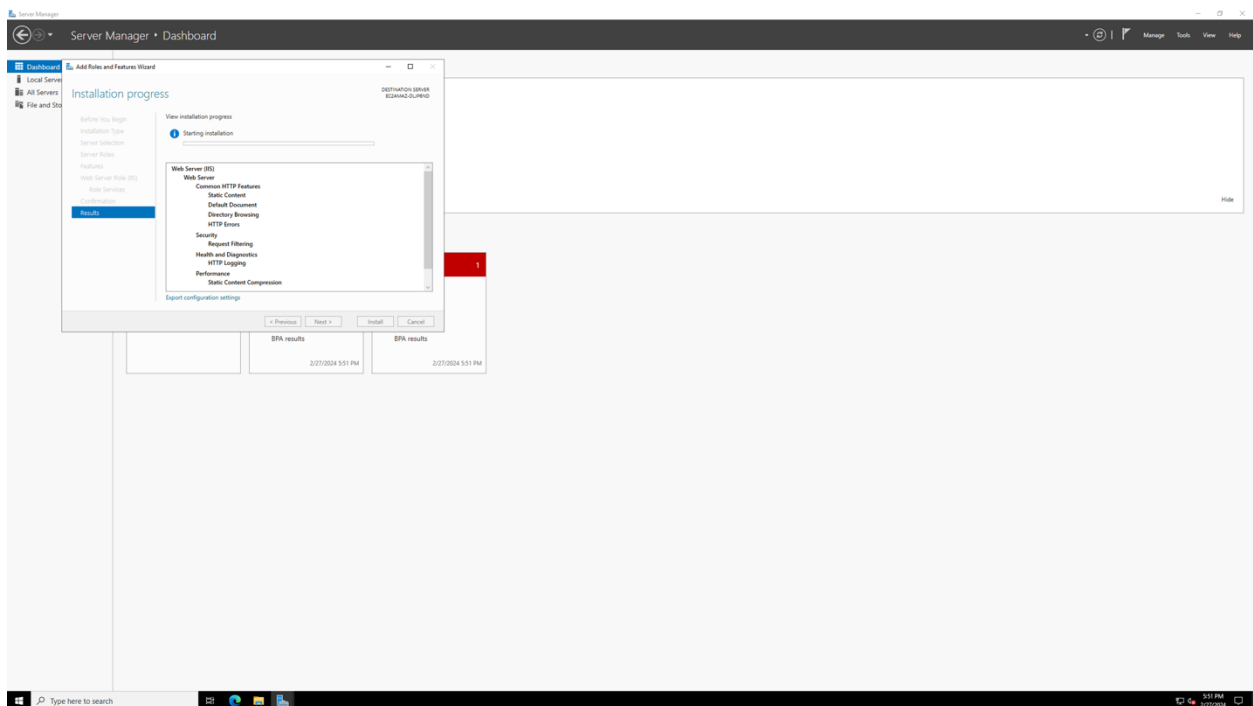 Server Manager
Server Manager • Dashboard
Manage Tools View Help
Dashboard
Local Serve
All Servers
File and Sto
Add Roles and Features Wizard
Installation progress
DESTINATION SERVER
Before You Begin
Installation Type
Server Selection
Server Roles
Features
Web Server Role (IIS)
Role Services
Confirmation
Results
View installation progress
Starting installation
Web Server (IIS)
Web Server
Common HTTP Features
Static Content
Default Document
Directory Browsing
HTTP Errors
Security
Request Filtering
Health and Diagnostics
HTTP Logging
Performance
Static Content Compression
Export configuration settings
< Previous Next > Install Cancel
Hide
1
BPA results
2/27/2024 5:51 PM
BPA results
2/27/2024 5:51 PM
Type here to search
5:51 PM
2/27/2024